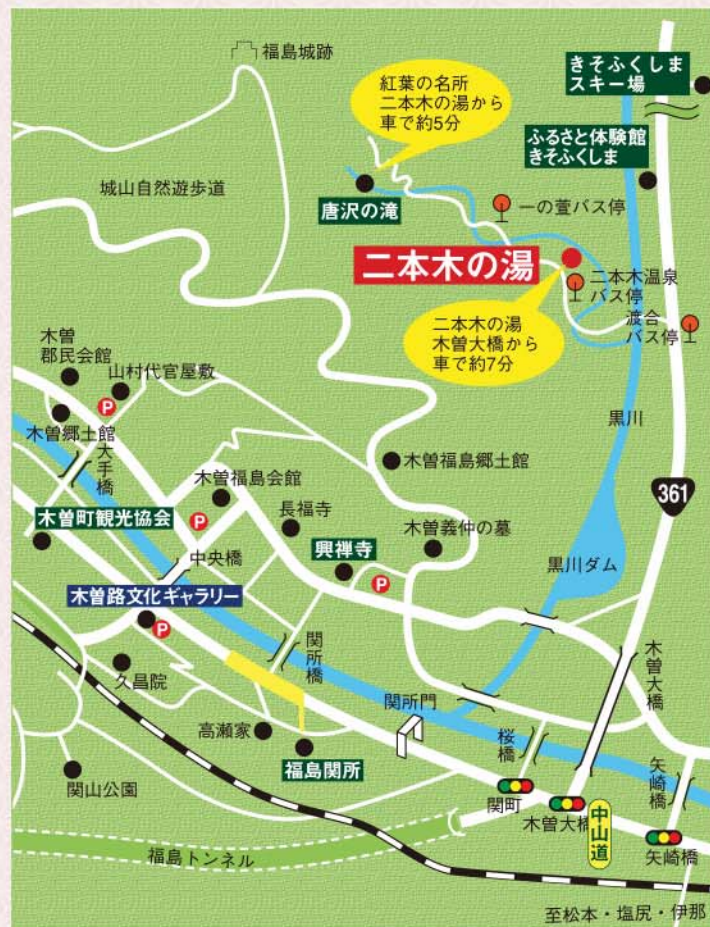 福島城跡
きそふくしま
スキー場
紅葉の名所
二本木の湯から
車で約5分
ふるさと体験館
きそふくしま
城山自然遊歩道
唐沢の滝
一の萱バス停
二本木の湯
二本木温泉
バス停
二本木の湯
木曽大橋から
車で約7分
渡合
バス停
木曽
郡民会館
山村代官屋敷
P
黒川
木曽郷土館
大手橋
木曽福島郷土館
木曽福島会館
361
長福寺
木曽町観光協会
P
木曽義仲の墓
興禅寺
中央橋
黒川ダム
P
木曽路文化ギャラリー
P
関所橋
木曽大橋
久昌院
関所門
高瀬家
桜橋
福島関所
矢崎橋
関山公園
関町
木曽大橋
中山道
矢崎橋
福島トンネル
至松本・塩尻・伊那